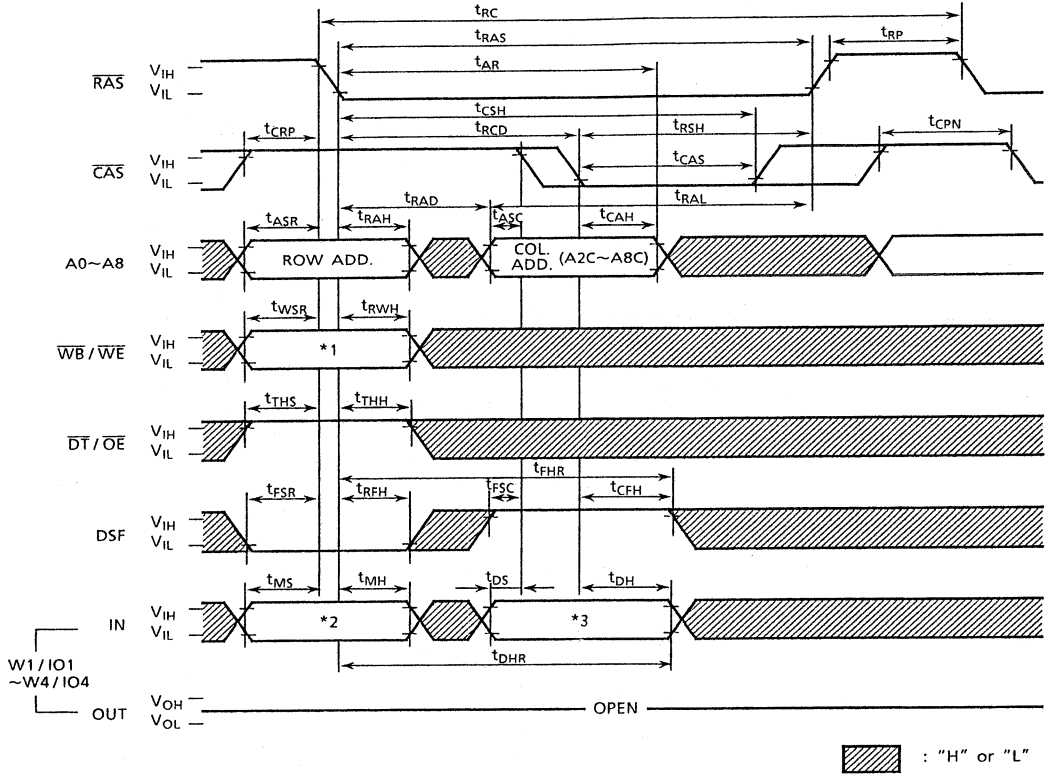 tRC
tRAS
tRP
tAR
RAS VIH
VIL
tCSH
tCRP tRCD tRSH tCPN
CAS VIH
VIL
tCAS
tRAD tRAL
tASR tRAH tASC tCAH
A0~A8 VIH
VIL
ROW ADD.
COL. ADD. (A2C~A8C)
tWSR tRWH
WB / WE VIH
VIL
*1
tTHS tTHH
DT / OE VIH
VIL
tFHR
tFSR tRFH tFSC tCFH
DSF VIH
VIL
tMS tMH tDS tDH
IN VIH
VIL
*2 *3
tDHR
W1/IO1
~W4/IO4
OUT VOH
VOL
OPEN
: "H" or "L"